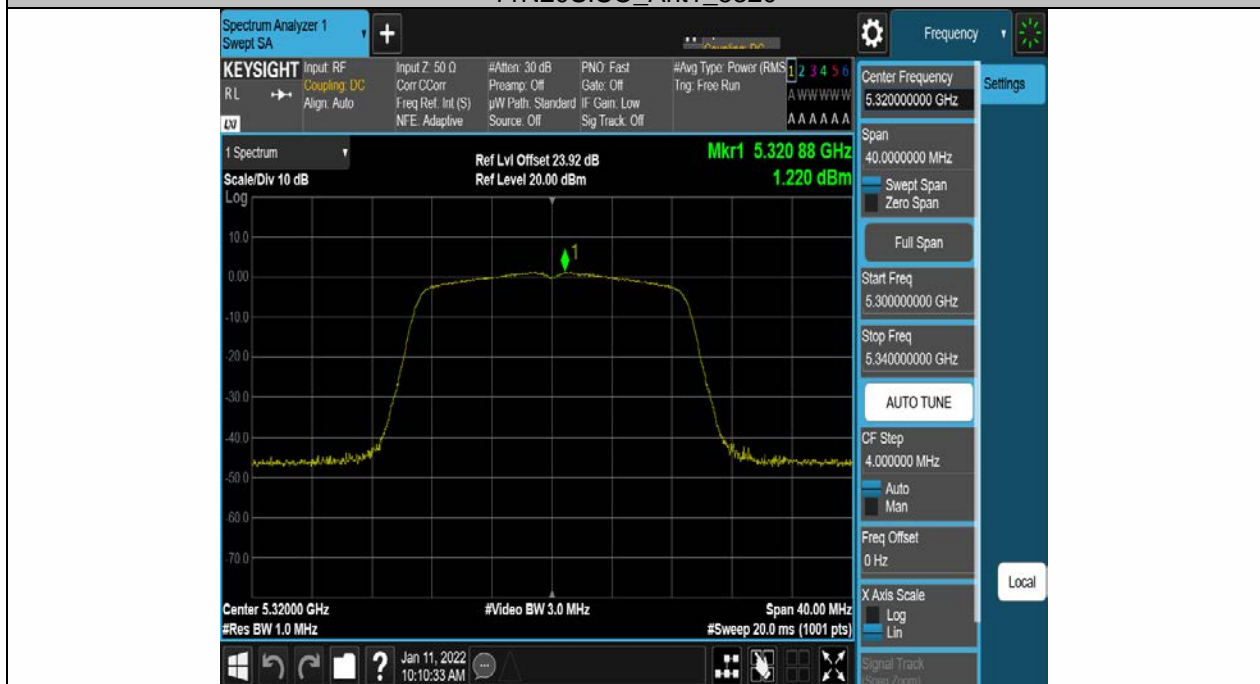 Spectrum Analyzer 1
Swept SA
+
Frequency
KEYSIGHT
RL
LXI
Input: RF
Coupling: DC
Align: Auto
Input Z: 50 Ω
Corr CCorr
Freq Ref: Int (S)
NFE: Adaptive
#Atten: 30 dB
Preamp: Off
µW Path: Standard
Source: Off
PNO: Fast
Gate: Off
IF Gain: Low
Sig Track: Off
#Avg Type: Power (RMS
Trig: Free Run
1 2 3 4 5 6
A W W W W W
A A A A A A
1 Spectrum
Scale/Div 10 dB
Log
Ref Lvl Offset 23.92 dB
Ref Level 20.00 dBm
Mkr1 5.320 88 GHz
1.220 dBm
1
10.0
0.00
-10.0
-20.0
-30.0
-40.0
-50.0
-60.0
-70.0
Center 5.32000 GHz
#Res BW 1.0 MHz
#Video BW 3.0 MHz
Span 40.00 MHz
#Sweep 20.0 ms (1001 pts)
?
Jan 11, 2022
10:10:33 AM
Center Frequency
5.320000000 GHz
Settings
Span
40.0000000 MHz
Swept Span
Zero Span
Full Span
Start Freq
5.300000000 GHz
Stop Freq
5.340000000 GHz
AUTO TUNE
CF Step
4.000000 MHz
Auto
Man
Freq Offset
0 Hz
X Axis Scale
Log
Lin
Local
Signal Track
(Span Zoom)